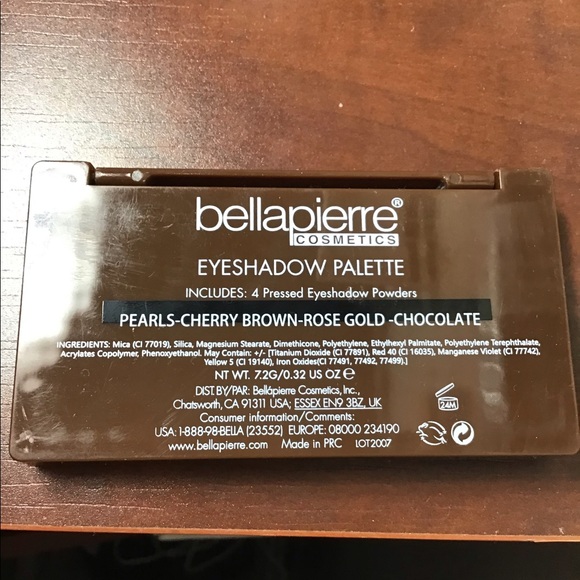 bellapierre®
COSMETICS
EYESHADOW PALETTE
INCLUDES: 4 Pressed Eyeshadow Powders
PEARLS-CHERRY BROWN-ROSE GOLD -CHOCOLATE
INGREDIENTS: Mica (CI 77019), Silica, Magnesium Stearate, Dimethicone, Polyethylene, Ethylhexyl Palmitate, Polyethylene Terephthalate,
Acrylates Copolymer, Phenoxyethanol. May Contain: +/- [Titanium Dioxide (CI 77891), Red 40 (CI 16035), Manganese Violet (CI 77742),
Yellow 5 (CI 19140), Iron Oxides(CI 77491, 77492, 77499).]
NT WT. 7.2G/0.32 US OZ ℮
DIST. BY/PAR: Bellápierre Cosmetics, Inc.,
Chatsworth, CA 91311 USA; ESSEX EN9 3BZ, UK
Consumer information/Comments:
USA: 1-888-98-BELLA (23552) EUROPE: 08000 234190
www.bellapierre.com Made in PRC LOT2007
24M